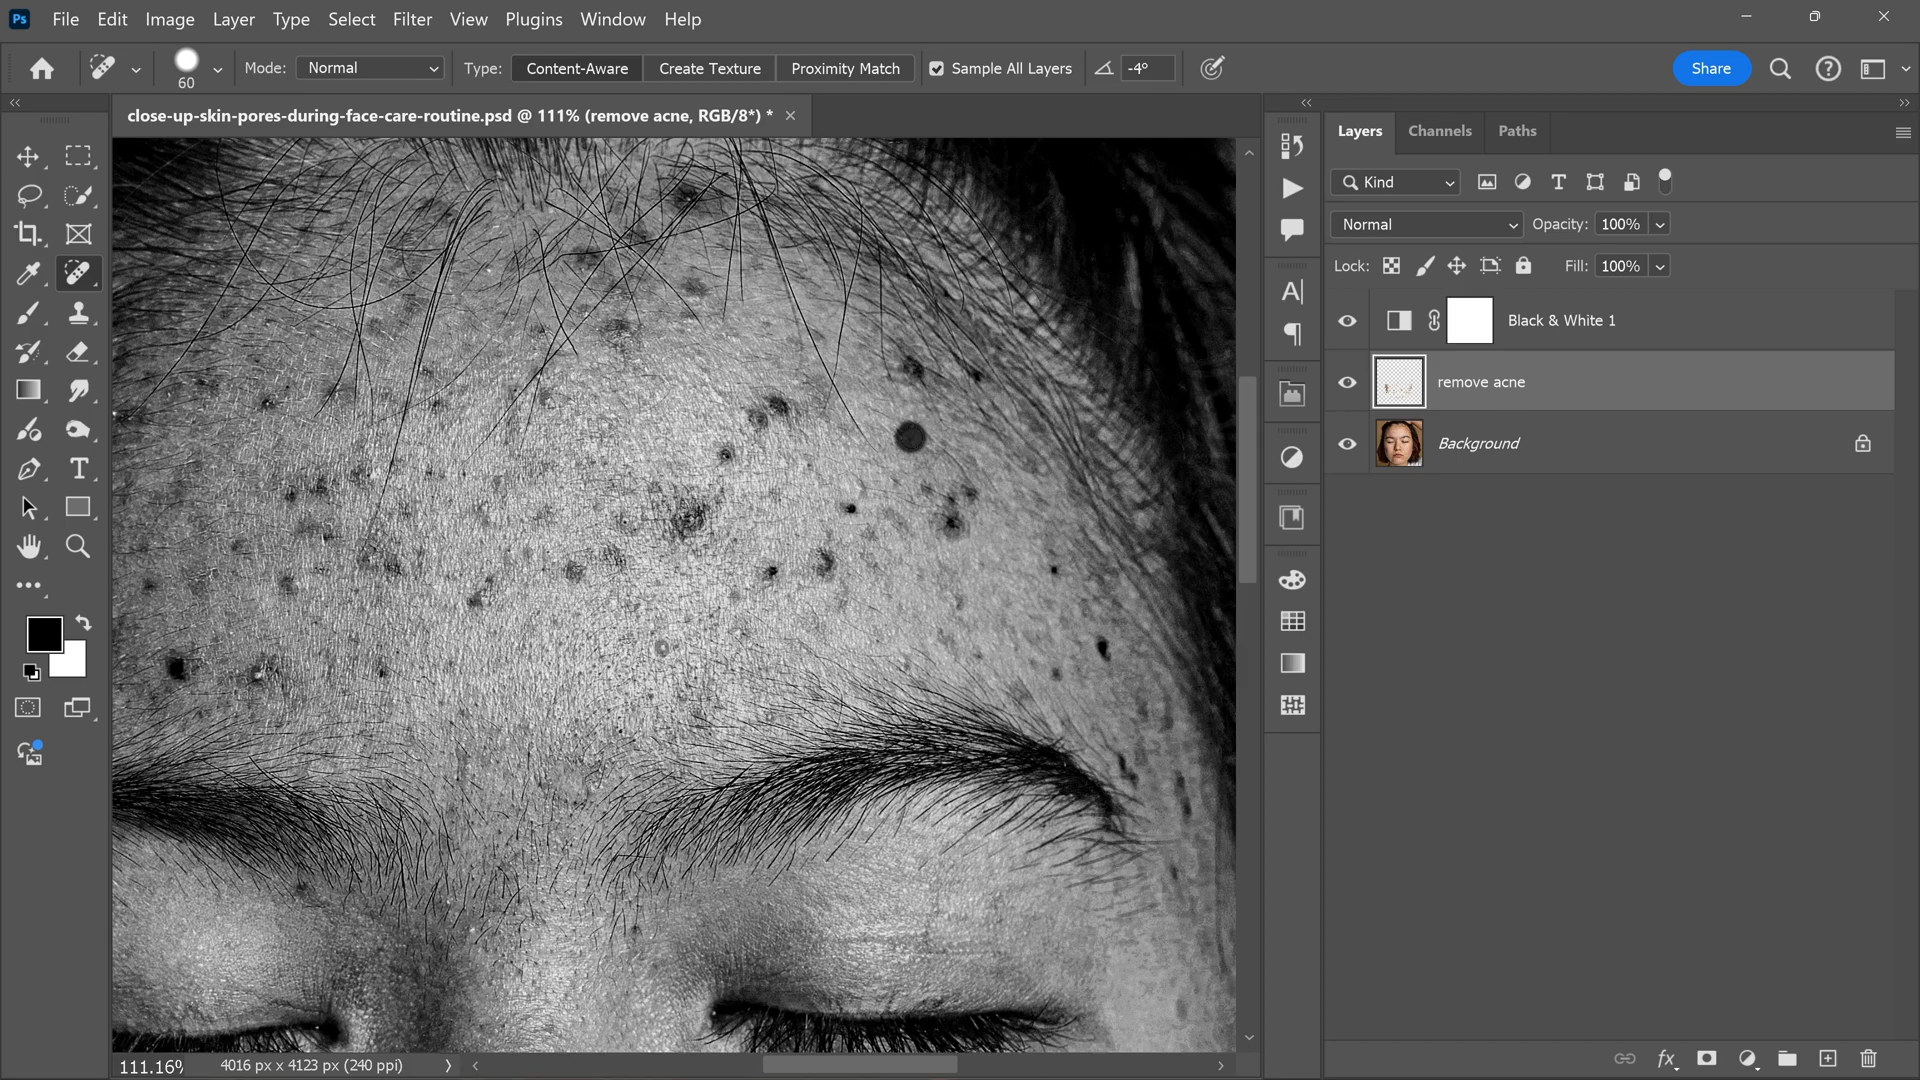 Ps File Edit Image Layer Type Select Filter View Plugins Window Help
60 Mode: Normal Type: Content-Aware Create Texture Proximity Match Sample All Layers -4° Share
close-up-skin-pores-during-face-care-routine.psd @ 111% (remove acne, RGB/8*) *
Layers Channels Paths
Kind
Normal Opacity: 100%
Lock: Fill: 100%
Black & White 1
remove acne
Background
111.16%
4016 px x 4123 px (240 ppi)
fx